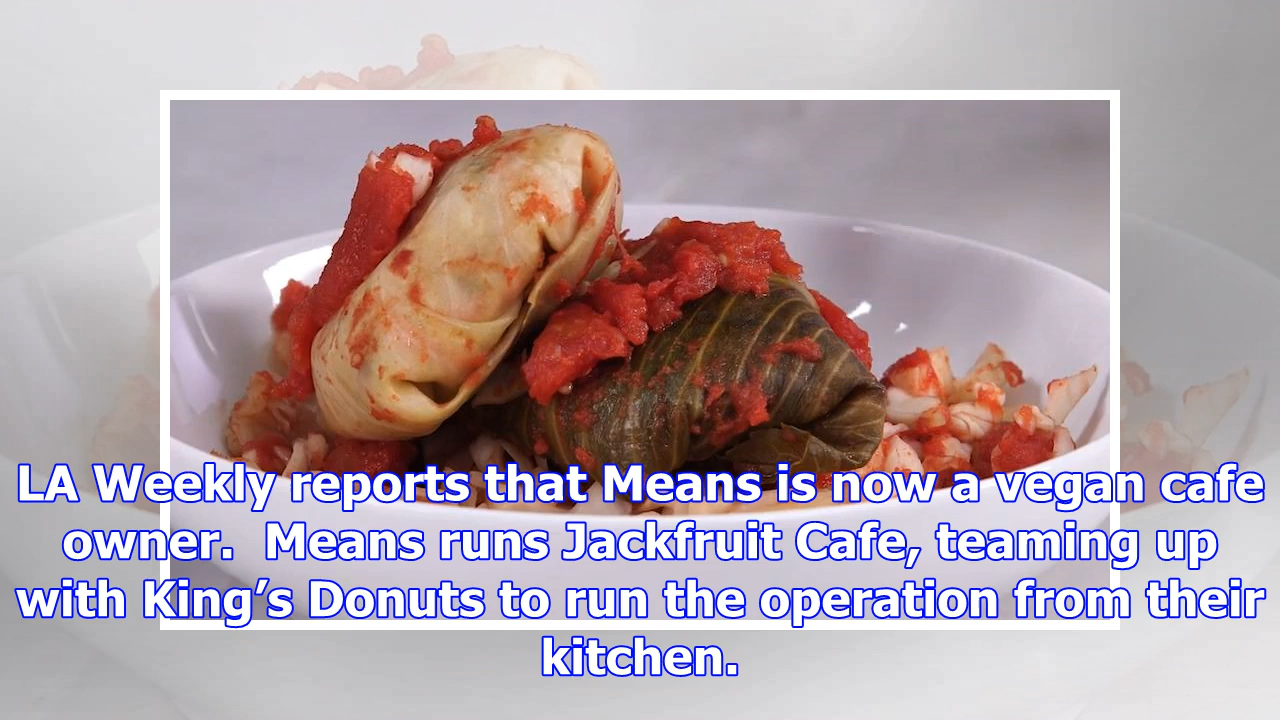 LA Weekly reports that Means is now a vegan cafe
owner.  Means runs Jackfruit Cafe, teaming up
with King’s Donuts to run the operation from their
kitchen.